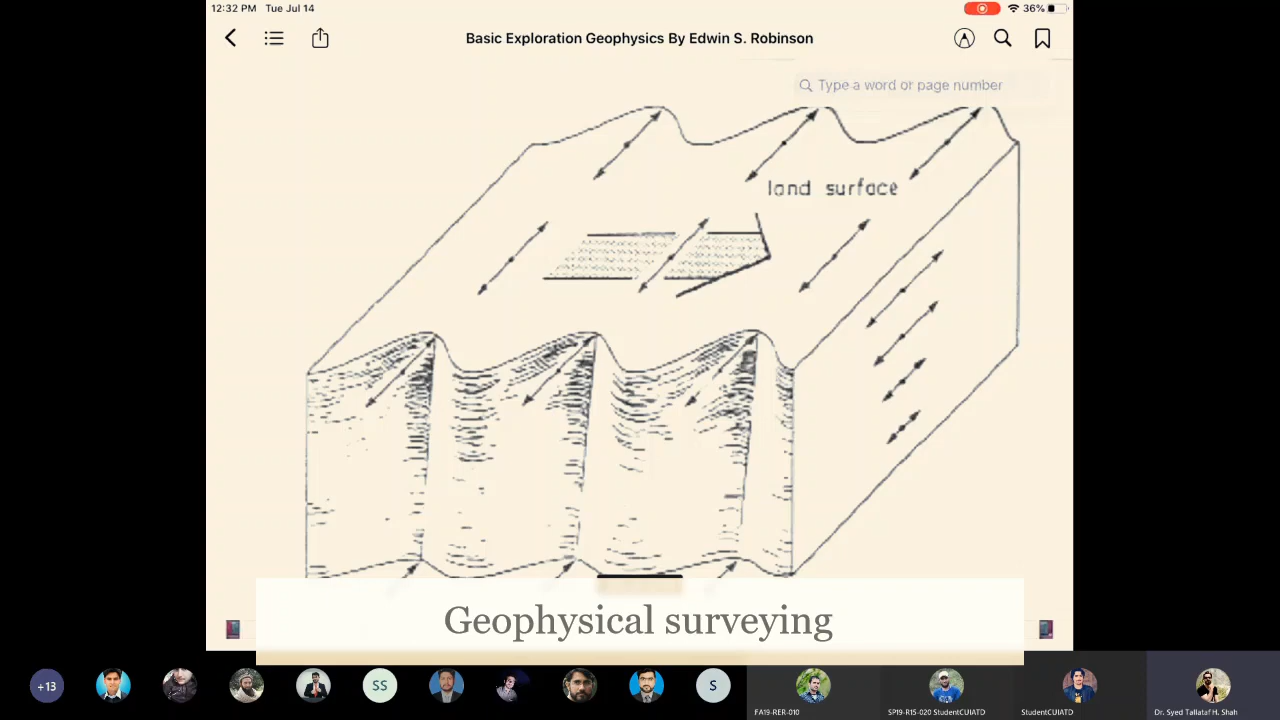 12:32 PM Tue Jul 14
36%
Basic Exploration Geophysics By Edwin S. Robinson
Type a word or page number
land surface
Geophysical surveying
+13
SS
S
FA19-RER-010
SP19-R15-020 StudentCUIATD
StudentCUIATD
Dr. Syed Tallataf H. Shah